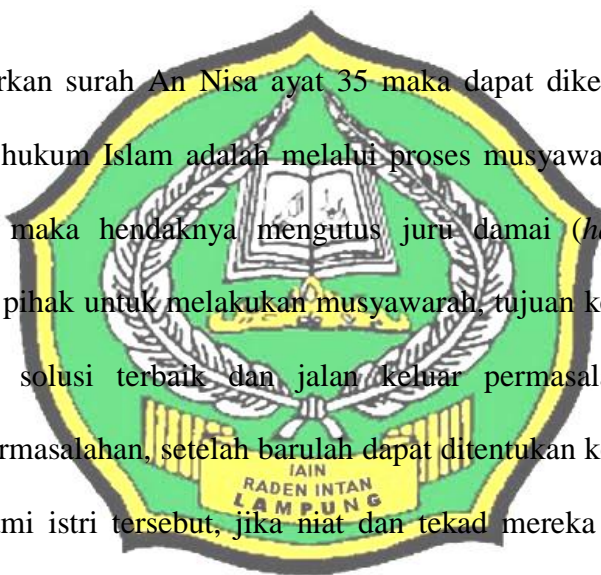 rkan surah An Nisa ayat 35 maka dapat dike
hukum Islam adalah melalui proses musyawa
maka hendaknya mengutus juru damai (ha
pihak untuk melakukan musyawarah, tujuan k
solusi terbaik dan jalan keluar permasala
rmasalahan, setelah barulah dapat ditentukan k
IAIN
RADEN INTAN
LAMPUNG
mi istri tersebut, jika niat dan tekad mereka